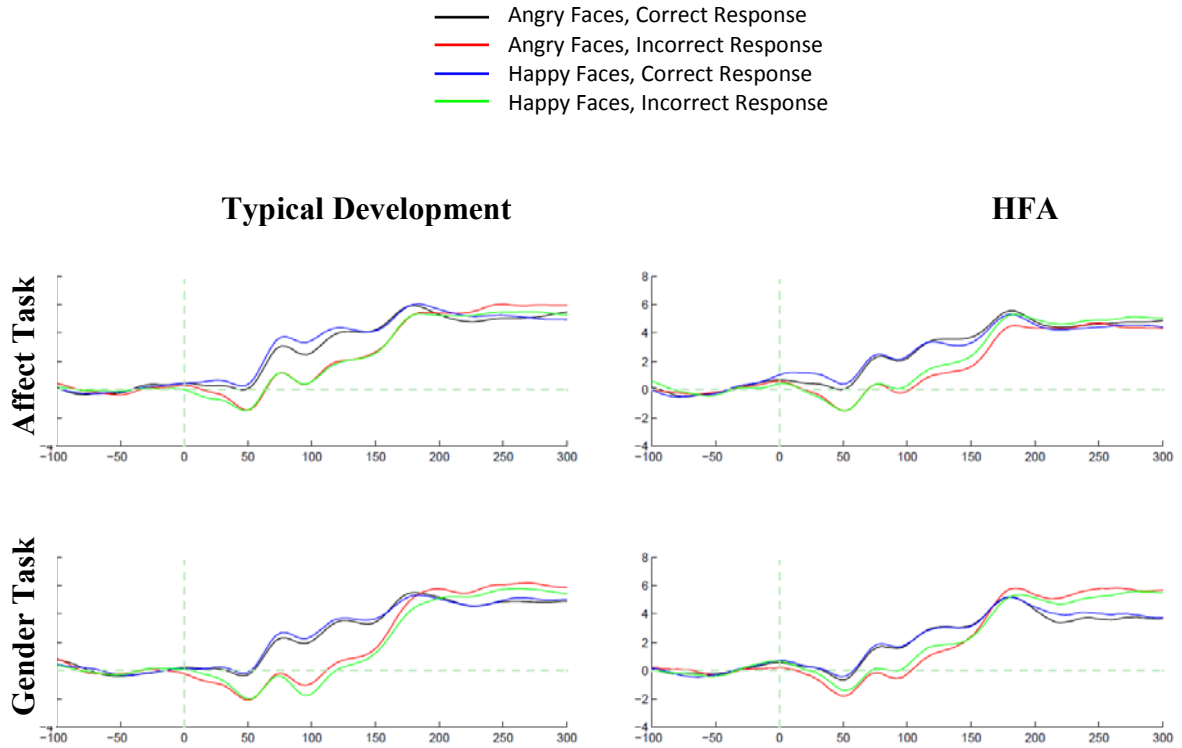 Angry Faces, Correct Response
Angry Faces, Incorrect Response
Happy Faces, Correct Response
Happy Faces, Incorrect Response
Typical Development
HFA
Affect Task
8
6
4
2
0
−2
−4
−4
−100 −50 0 50 100 150 200 250 300
−100 −50 0 50 100 150 200 250 300
Gender Task
8
6
4
2
0
−2
−4
−4
−100 −50 0 50 100 150 200 250 300
−100 −50 0 50 100 150 200 250 300